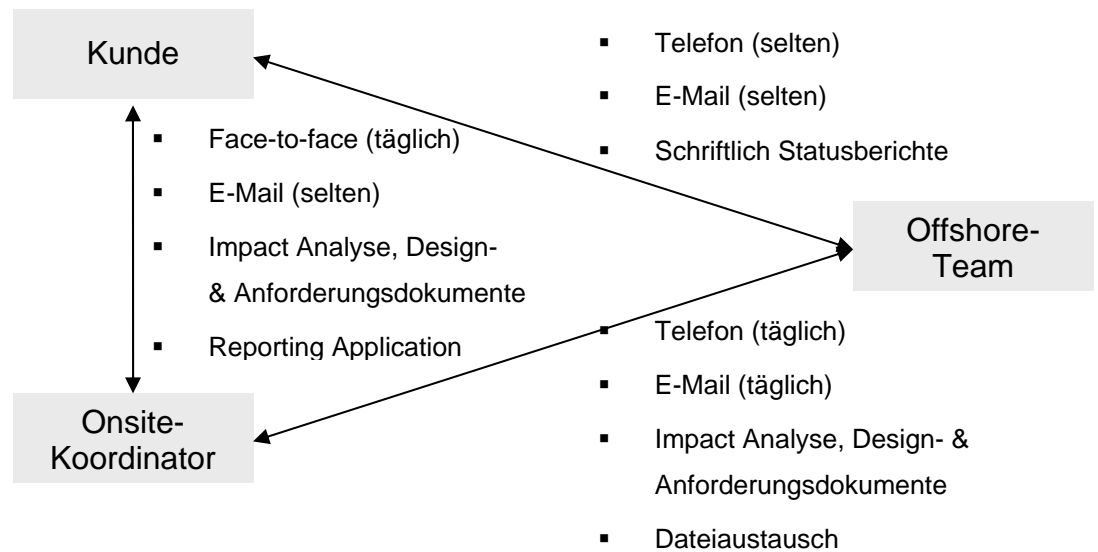 Kunde
▪ Telefon (selten)
▪ E-Mail (selten)
▪ Schriftlich Statusberichte
▪ Face-to-face (täglich)
▪ E-Mail (selten)
▪ Impact Analyse, Design-
& Anforderungsdokumente
▪ Reporting Application
Offshore-
Team
Onsite-
Koordinator
▪ Telefon (täglich)
▪ E-Mail (täglich)
▪ Impact Analyse, Design- &
Anforderungsdokumente
▪ Dateiaustausch